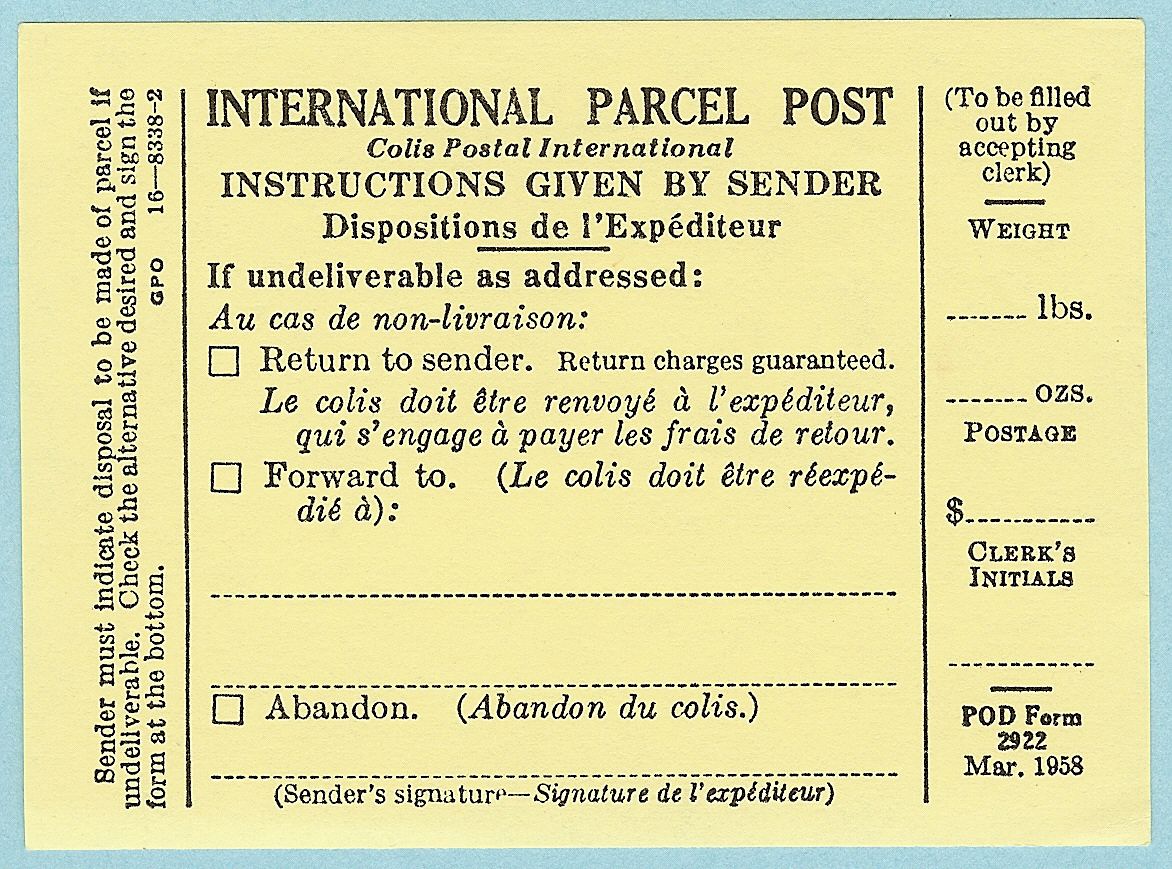 Sender must indicate disposal to be made of parcel if
undeliverable. Check the alternative desired and sign the
form at the bottom. GPO 16—8338-2
INTERNATIONAL PARCEL POST
Colis Postal International
INSTRUCTIONS GIVEN BY SENDER
Dispositions de l'Expéditeur
If undeliverable as addressed:
Au cas de non-livraison:
Return to sender. Return charges guaranteed.
Le colis doit être renvoyé à l'expéditeur,
qui s'engage à payer les frais de retour.
Forward to. (Le colis doit être réexpé-
dié à):
Abandon. (Abandon du colis.)
(Sender's signature—Signature de l'expéditeur)
(To be filled
out by
accepting
clerk)
WEIGHT
lbs.
ozs.
POSTAGE
$
CLERK'S
INITIALS
POD Form
2922
Mar. 1958